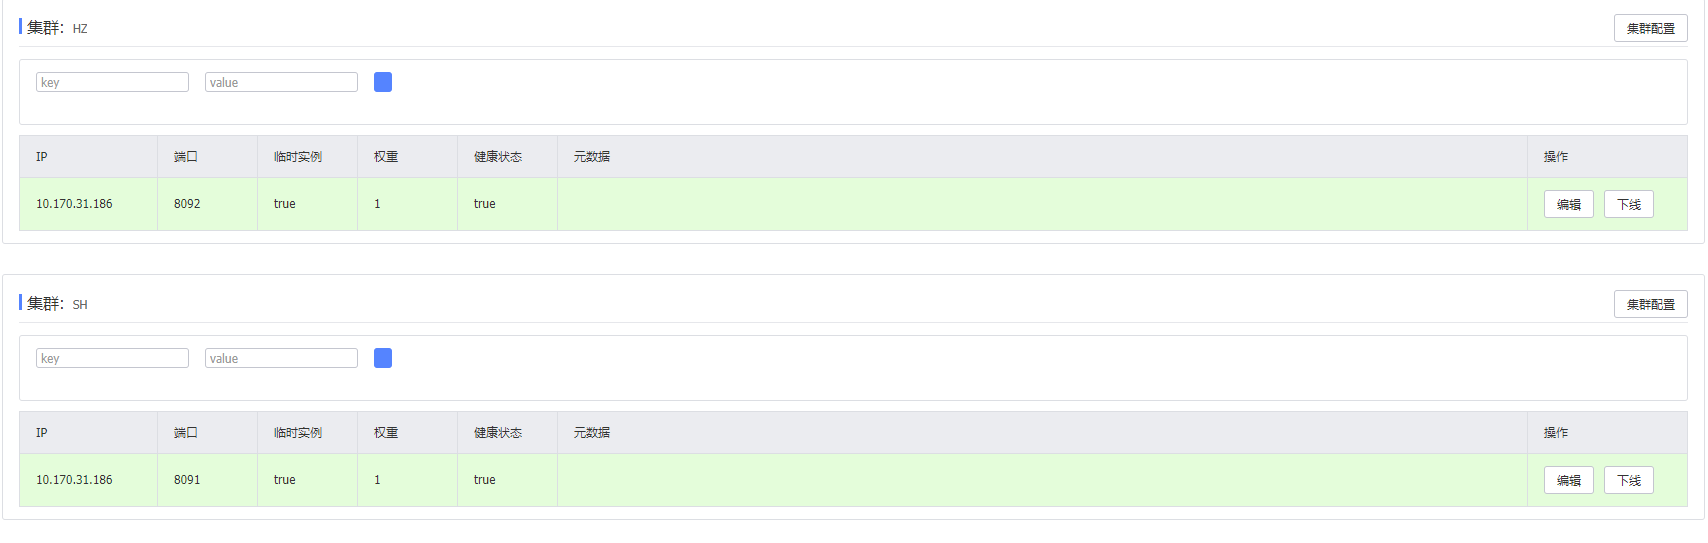 集群: HZ 集群配置
key value
IP 端口 临时实例 权重 健康状态 元数据 操作
10.170.31.186 8092 true 1 true 编辑 下线
集群: SH 集群配置
key value
IP 端口 临时实例 权重 健康状态 元数据 操作
10.170.31.186 8091 true 1 true 编辑 下线